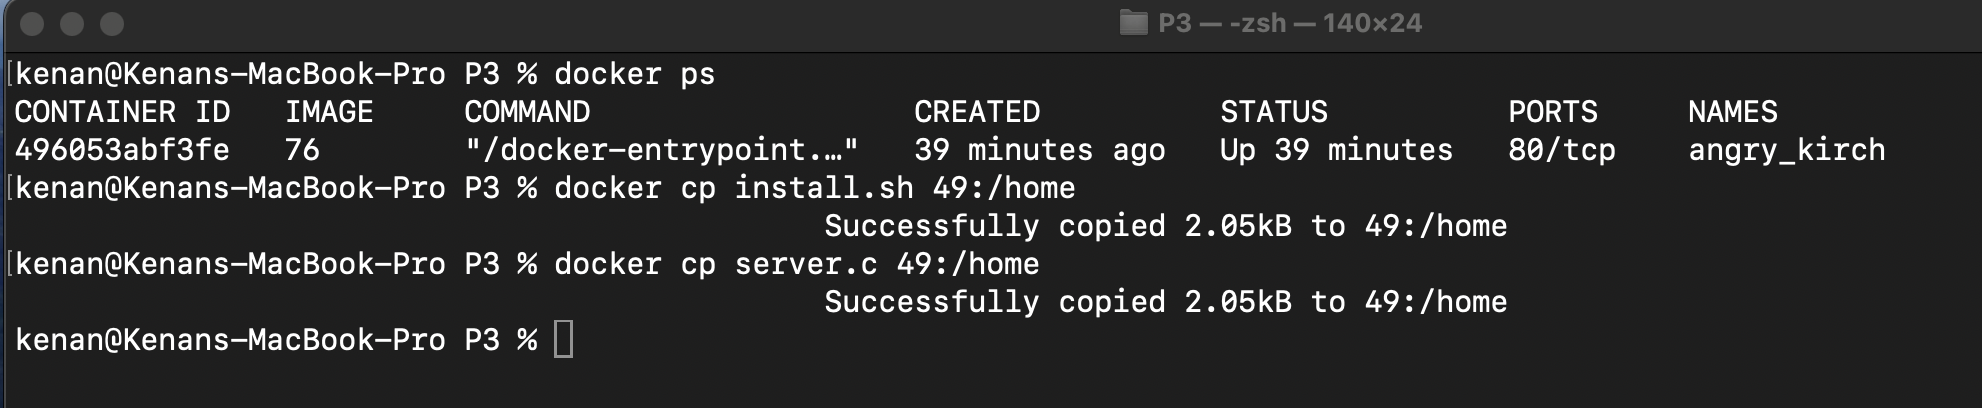 P3 — -zsh — 140×24
[kenan@Kenans-MacBook-Pro P3 % docker ps
CONTAINER ID   IMAGE     COMMAND                  CREATED          STATUS          PORTS     NAMES
496053abf3fe   76        "/docker-entrypoint.…"   39 minutes ago   Up 39 minutes   80/tcp    angry_kirch
[kenan@Kenans-MacBook-Pro P3 % docker cp install.sh 49:/home
Successfully copied 2.05kB to 49:/home
[kenan@Kenans-MacBook-Pro P3 % docker cp server.c 49:/home
Successfully copied 2.05kB to 49:/home
kenan@Kenans-MacBook-Pro P3 %